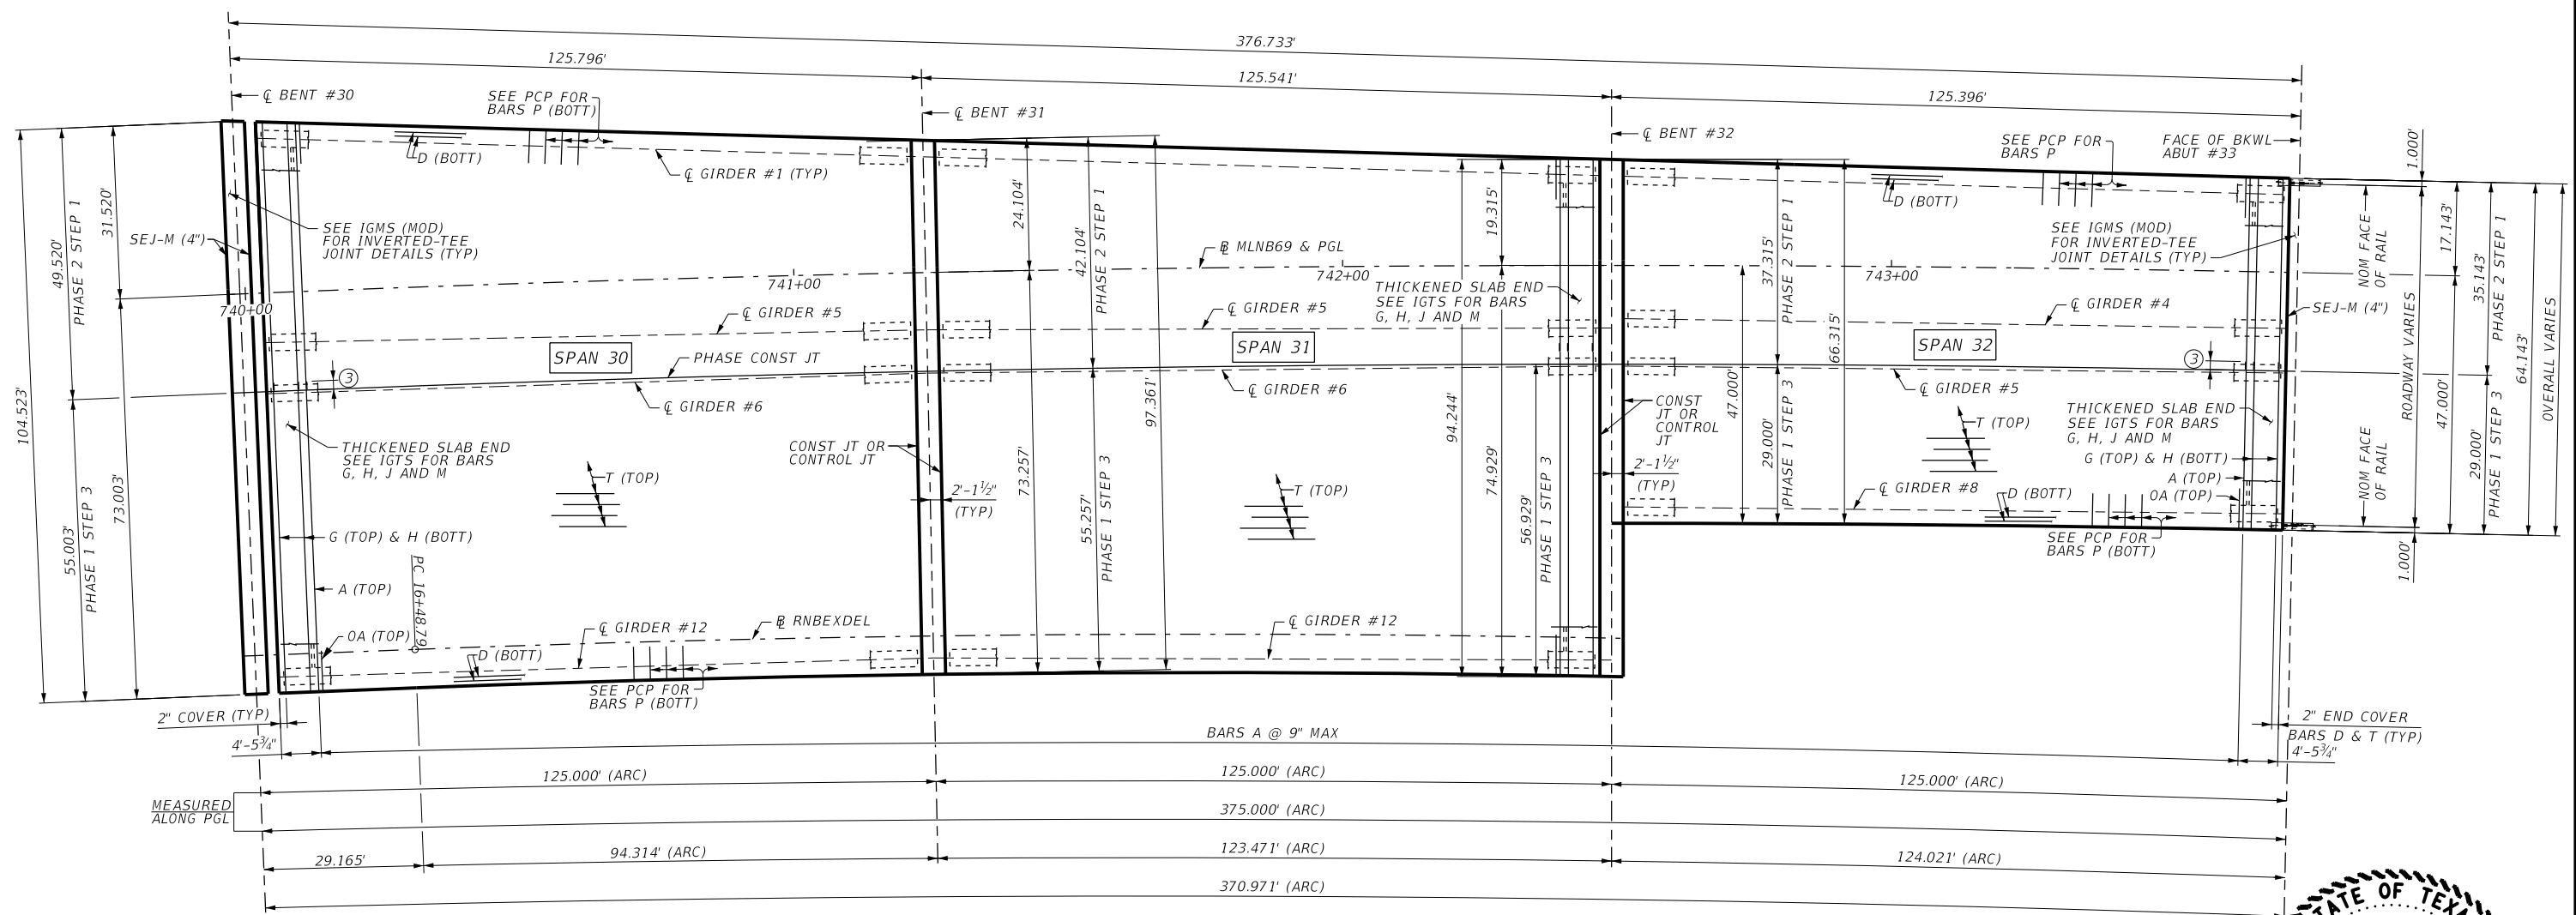 376.733'
125.796'
125.541'
125.396'
℄ BENT #30
SEE PCP FOR
BARS P (BOTT)
℄ BENT #31
℄ BENT #32
SEE PCP FOR
BARS P
FACE OF BKWL
ABUT #33
1.000'
D (BOTT)
℄ GIRDER #1 (TYP)
D (BOTT)
104.523'
49.520'
PHASE 2 STEP 1
31.520'
SEJ-M (4")
SEE IGMS (MOD)
FOR INVERTED-TEE
JOINT DETAILS (TYP)
24.104'
42.104'
PHASE 2 STEP 1
97.361'
19.315'
37.315'
PHASE 2 STEP 1
66.315'
SEE IGMS (MOD)
FOR INVERTED-TEE
JOINT DETAILS (TYP)
NOM FACE
OF RAIL
17.143'
35.143'
PHASE 2 STEP 1
B MLNB69 & PGL
740+00
741+00
742+00
743+00
THICKENED SLAB END
SEE IGTS FOR BARS
G, H, J AND M
℄ GIRDER #5
℄ GIRDER #5
℄ GIRDER #4
SEJ-M (4")
SPAN 30
SPAN 31
SPAN 32
PHASE CONST JT
3
3
℄ GIRDER #6
℄ GIRDER #6
℄ GIRDER #5
ROADWAY VARIES
OVERALL VARIES
64.143'
47.000'
29.000'
PHASE 1 STEP 3
73.003'
55.003'
PHASE 1 STEP 3
THICKENED SLAB END
SEE IGTS FOR BARS
G, H, J AND M
CONST JT OR
CONTROL JT
T (TOP)
2'-1½"
(TYP)
73.257'
55.257'
PHASE 1 STEP 3
T (TOP)
94.244'
74.929'
56.929'
PHASE 1 STEP 3
CONST
JT OR
CONTROL
JT
2'-1½"
(TYP)
47.000'
29.000'
PHASE 1 STEP 3
T (TOP)
THICKENED SLAB END
SEE IGTS FOR BARS
G, H, J AND M
G (TOP) & H (BOTT)
A (TOP)
OA (TOP)
NOM FACE
OF RAIL
℄ GIRDER #8
D (BOTT)
SEE PCP FOR
BARS P (BOTT)
1.000'
G (TOP) & H (BOTT)
A (TOP)
PC 16+48.79
OA (TOP)
℄ GIRDER #12
B RNBEXDEL
℄ GIRDER #12
D (BOTT)
SEE PCP FOR
BARS P (BOTT)
2" COVER (TYP)
4'-5¾"
BARS A @ 9" MAX
2" END COVER
BARS D & T (TYP)
4'-5¾"
125.000' (ARC)
125.000' (ARC)
125.000' (ARC)
MEASURED
ALONG PGL
375.000' (ARC)
29.165'
94.314' (ARC)
123.471' (ARC)
124.021' (ARC)
370.971' (ARC)
STATE OF TEXA